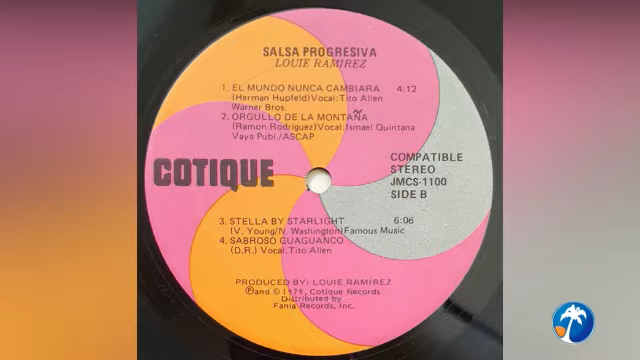 SALSA PROGRESIVA
LOUIE RAMIREZ
1. EL MUNDO NUNCA CAMBIARA 4:12
(Herman Hupfeld) Vocal: Tito Allen
Warner Bros.
2. ORGULLO DE LA MONTAÑA
(Ramon Rodriguez) Vocal: Ismael Quintana
Vaya Publ./ASCAP
COTIQUE
COMPATIBLE
STEREO
JMCS-1100
SIDE B
3. STELLA BY STARLIGHT 6:06
(V. Young/N. Washington) Famous Music
4. SABROSO GUAGUANCO
(D.R.) Vocal: Tito Allen
PRODUCED BY: LOUIE RAMIREZ
℗and © 1979, Cotique Records
Distributed by
Fania Records, Inc.